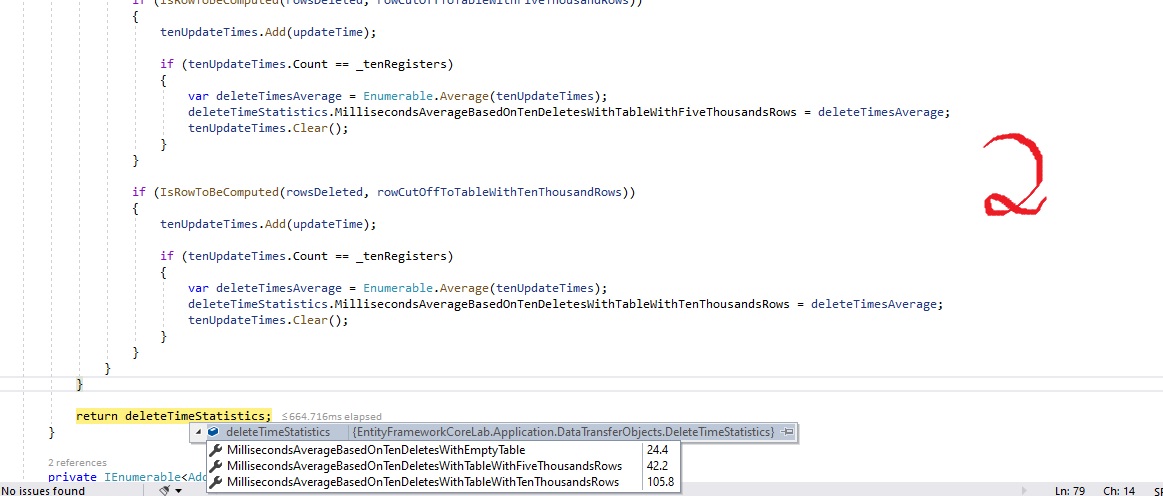 if (IsRowToBeComputed(rowsDeleted, rowCutOffToTableWithFiveThousandRows))
{
tenUpdateTimes.Add(updateTime);
if (tenUpdateTimes.Count == _tenRegisters)
{
var deleteTimesAverage = Enumerable.Average(tenUpdateTimes);
deleteTimeStatistics.MillisecondsAverageBasedOnTenDeletesWithTableWithFiveThousandsRows = deleteTimesAverage;
tenUpdateTimes.Clear();
}
}
2
if (IsRowToBeComputed(rowsDeleted, rowCutOffToTableWithTenThousandRows))
{
tenUpdateTimes.Add(updateTime);
if (tenUpdateTimes.Count == _tenRegisters)
{
var deleteTimesAverage = Enumerable.Average(tenUpdateTimes);
deleteTimeStatistics.MillisecondsAverageBasedOnTenDeletesWithTableWithTenThousandsRows = deleteTimesAverage;
tenUpdateTimes.Clear();
}
}
}
}
return deleteTimeStatistics; ≤664.716ms elapsed
} deleteTimeStatistics {EntityFrameworkCoreLab.Application.DataTransferObjects.DeleteTimeStatistics}
MillisecondsAverageBasedOnTenDeletesWithEmptyTable 24.4
2 references MillisecondsAverageBasedOnTenDeletesWithTableWithFiveThousandsRows 42.2
private IEnumerable<Add MillisecondsAverageBasedOnTenDeletesWithTableWithTenThousandsRows 105.8
No issues found Ln: 79 Ch: 14